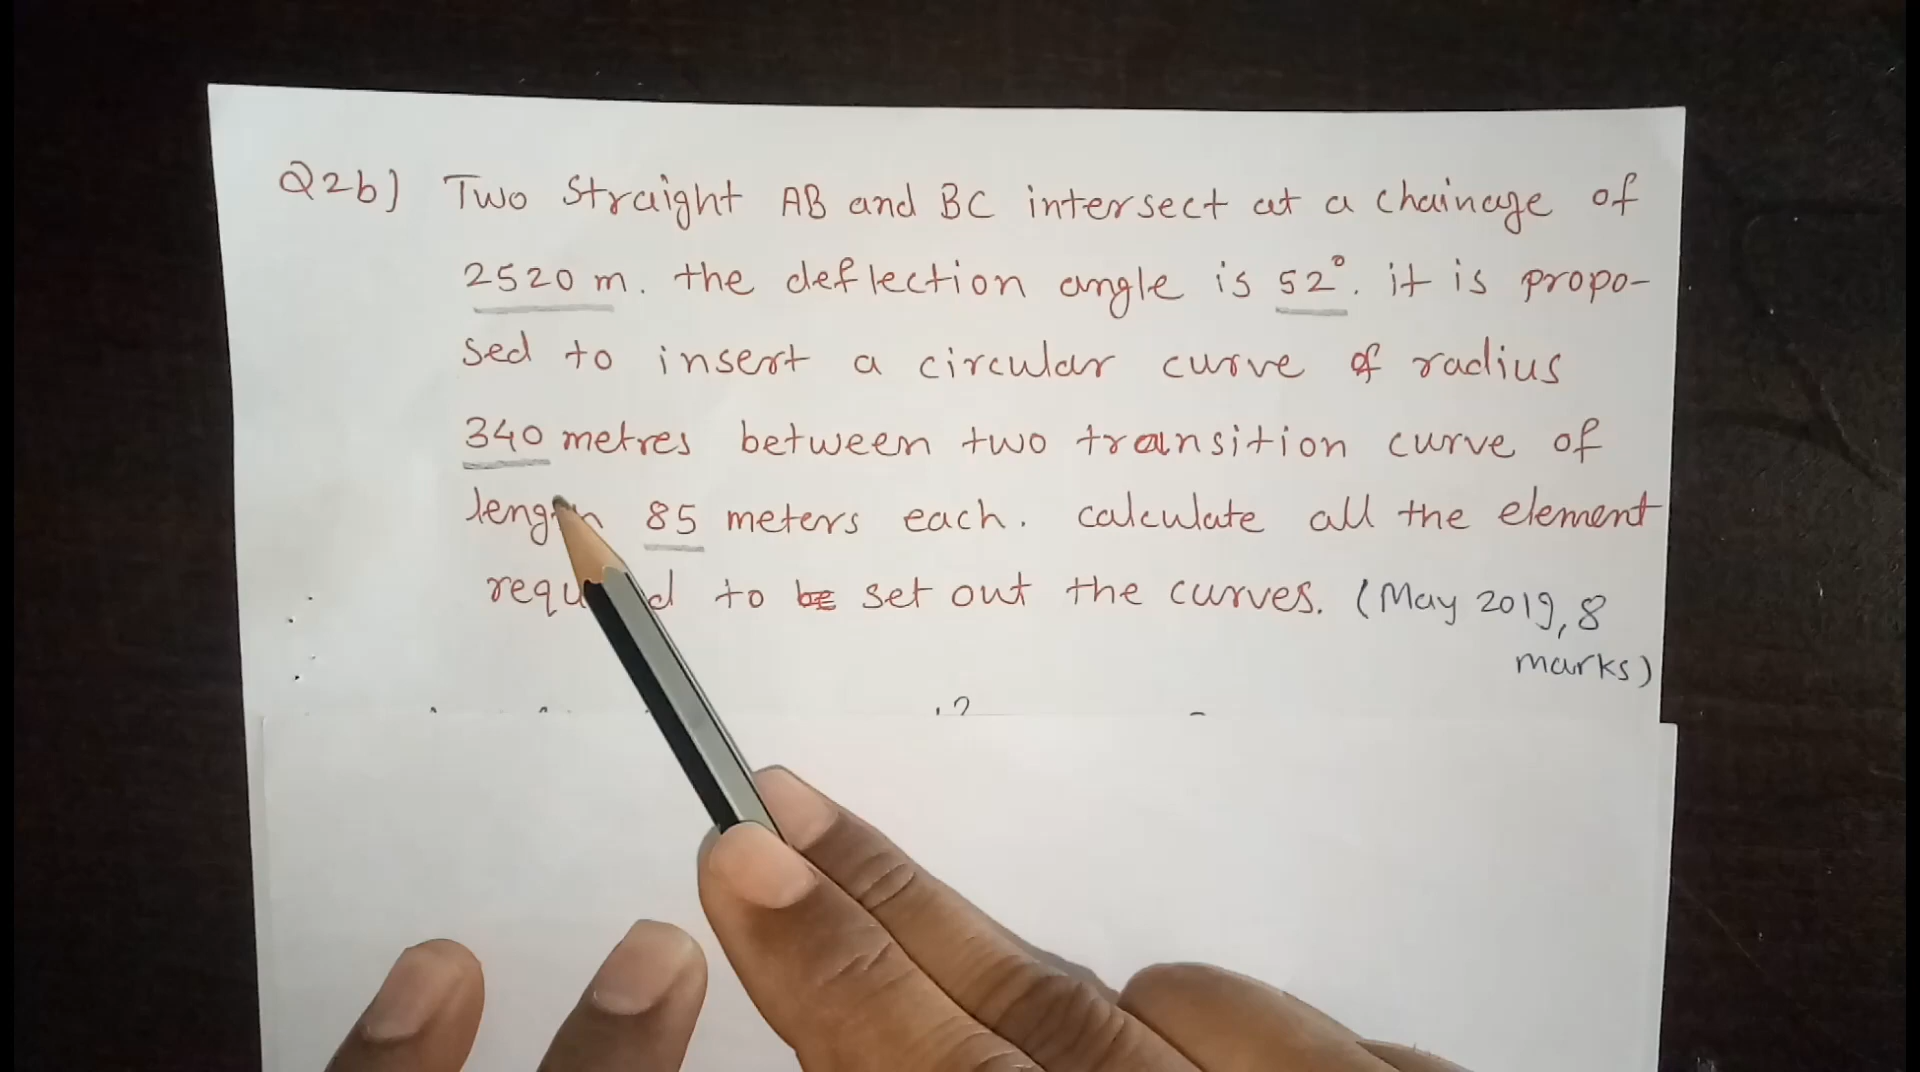 Q2b) Two straight AB and BC intersect at a chainage of
2520 m. the deflection angle is 52°. it is propo-
sed to insert a circular curve of radius
340 metres between two transition curve of
length 85 meters each. calculate all the element
to be set out the curves. (May 2019, 8
marks)